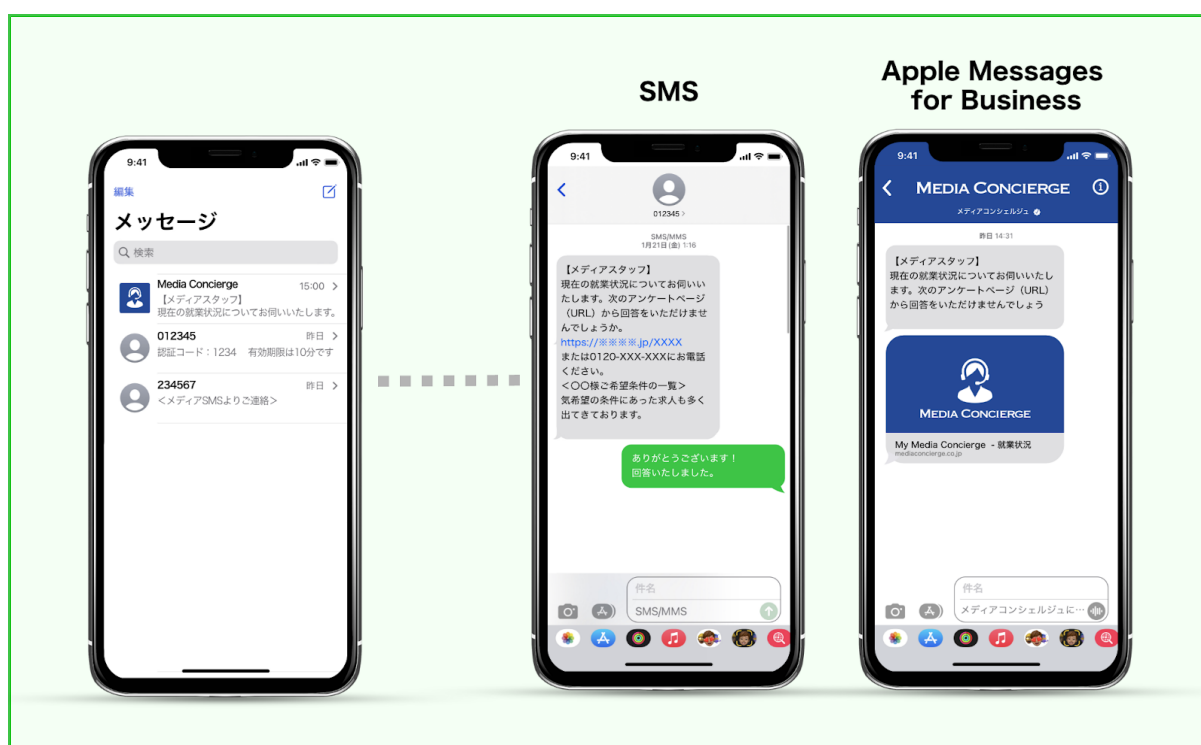 SMS
Apple Messages
for Business
9:41
編集
メッセージ
検索
Media Concierge 15:00
【メディアスタッフ】
現在の就業状況についてお伺いいたします。
012345 昨日
認証コード：1234 有効期限は10分です
234567 昨日
<メディアSMSよりご連絡>
9:41
012345
SMS/MMS
1月21日(金) 1:16
【メディアスタッフ】
現在の就業状況についてお伺いい
たします。次のアンケートページ
（URL）から回答をいただけませ
んでしょうか。
https://※※※※.jp/XXXX
または0120-XXX-XXXにお電話
ください。
<〇〇様ご希望条件の一覧>
気希望の条件にあった求人も多く
出てきております。
ありがとうございます！
回答いたしました。
件名
SMS/MMS
9:41
MEDIA CONCIERGE
メディアコンシェルジュ
昨日 14:31
【メディアスタッフ】
現在の就業状況についてお伺いいたし
ます。次のアンケートページ（URL）
から回答をいただけませんでしょう
MEDIA CONCIERGE
My Media Concierge - 就業状況
mediaconcierge.co.jp
件名
メディアコンシェルジュに…